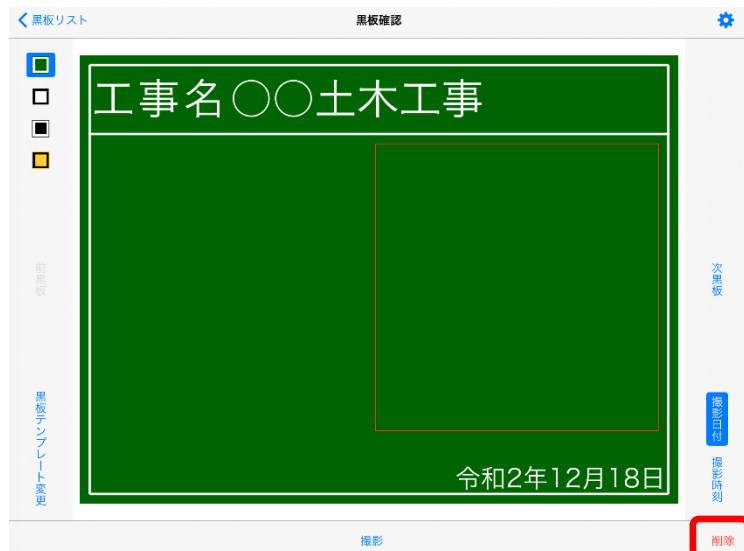 黒板リスト
黒板確認
工事名○○土木工事
前黒板
次黒板
黒板テンプレート変更
撮影日付
撮影時刻
令和2年12月18日
撮影
削除